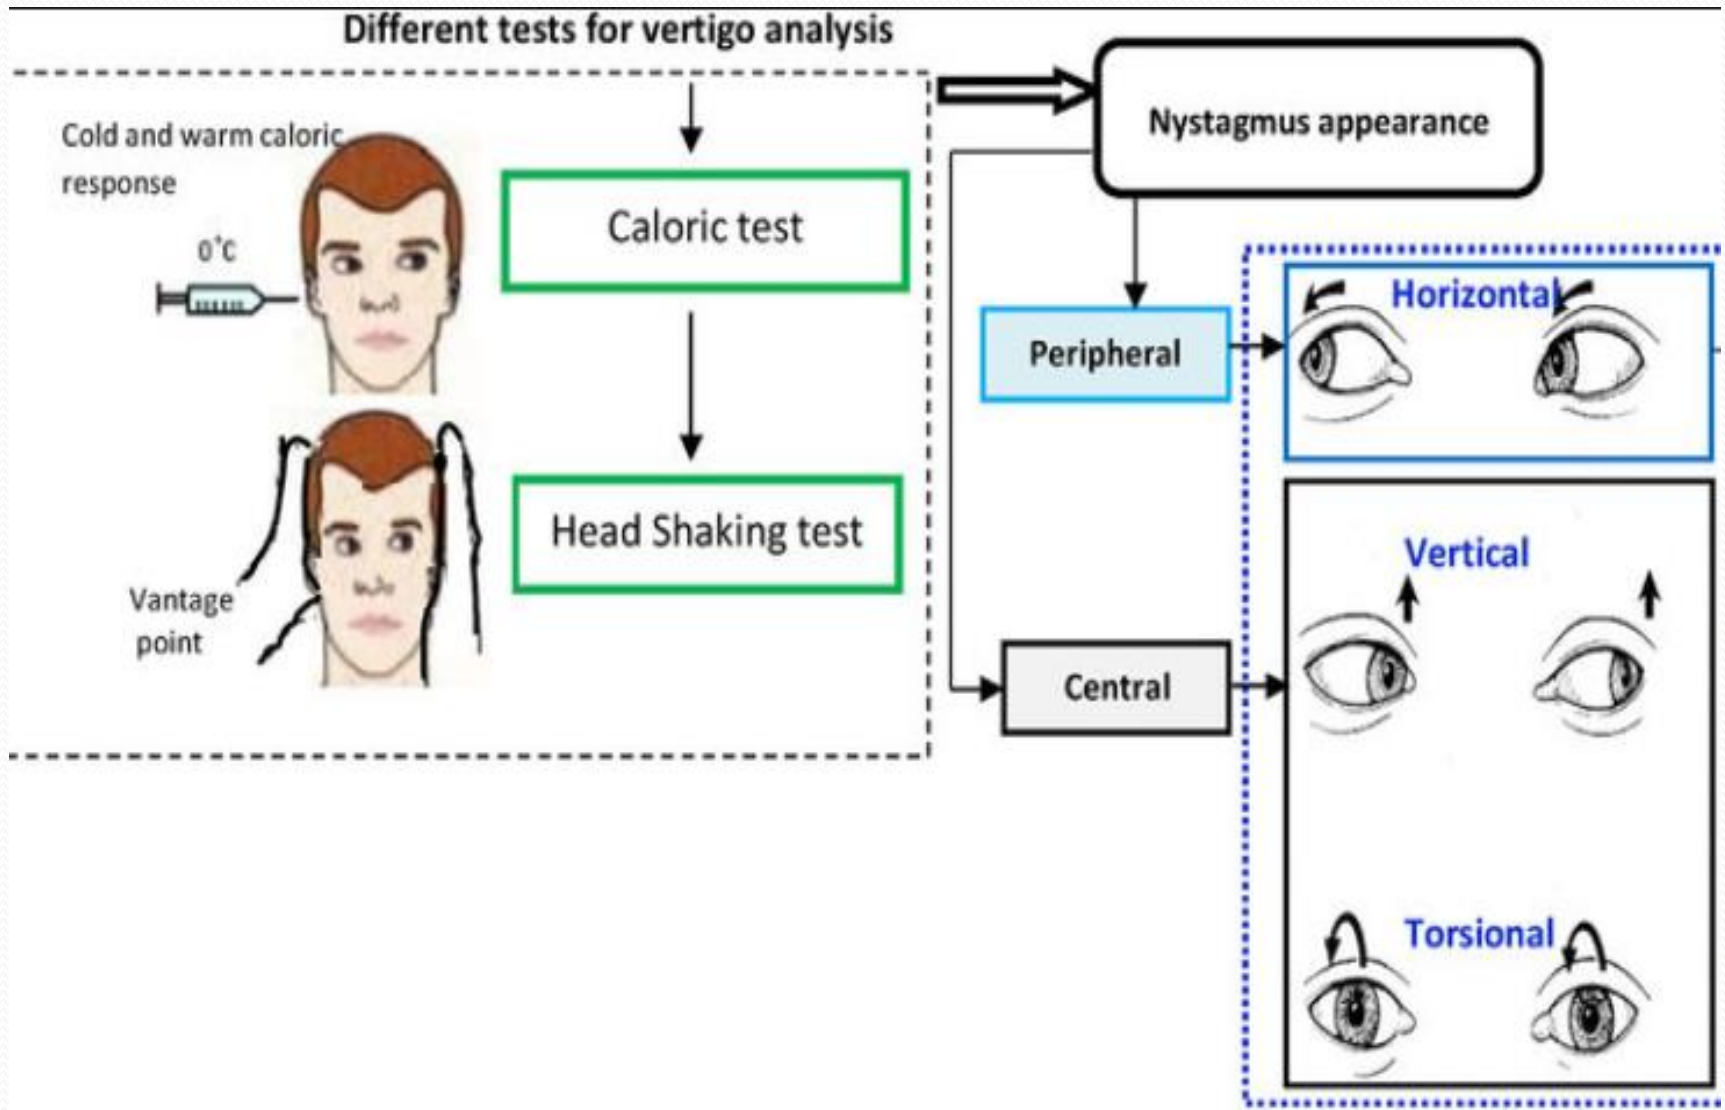 Different tests for vertigo analysis
Cold and warm caloric
response
0°C
Caloric test
Head Shaking test
Vantage
point
Nystagmus appearance
Peripheral
Horizontal
Central
Vertical
Torsional